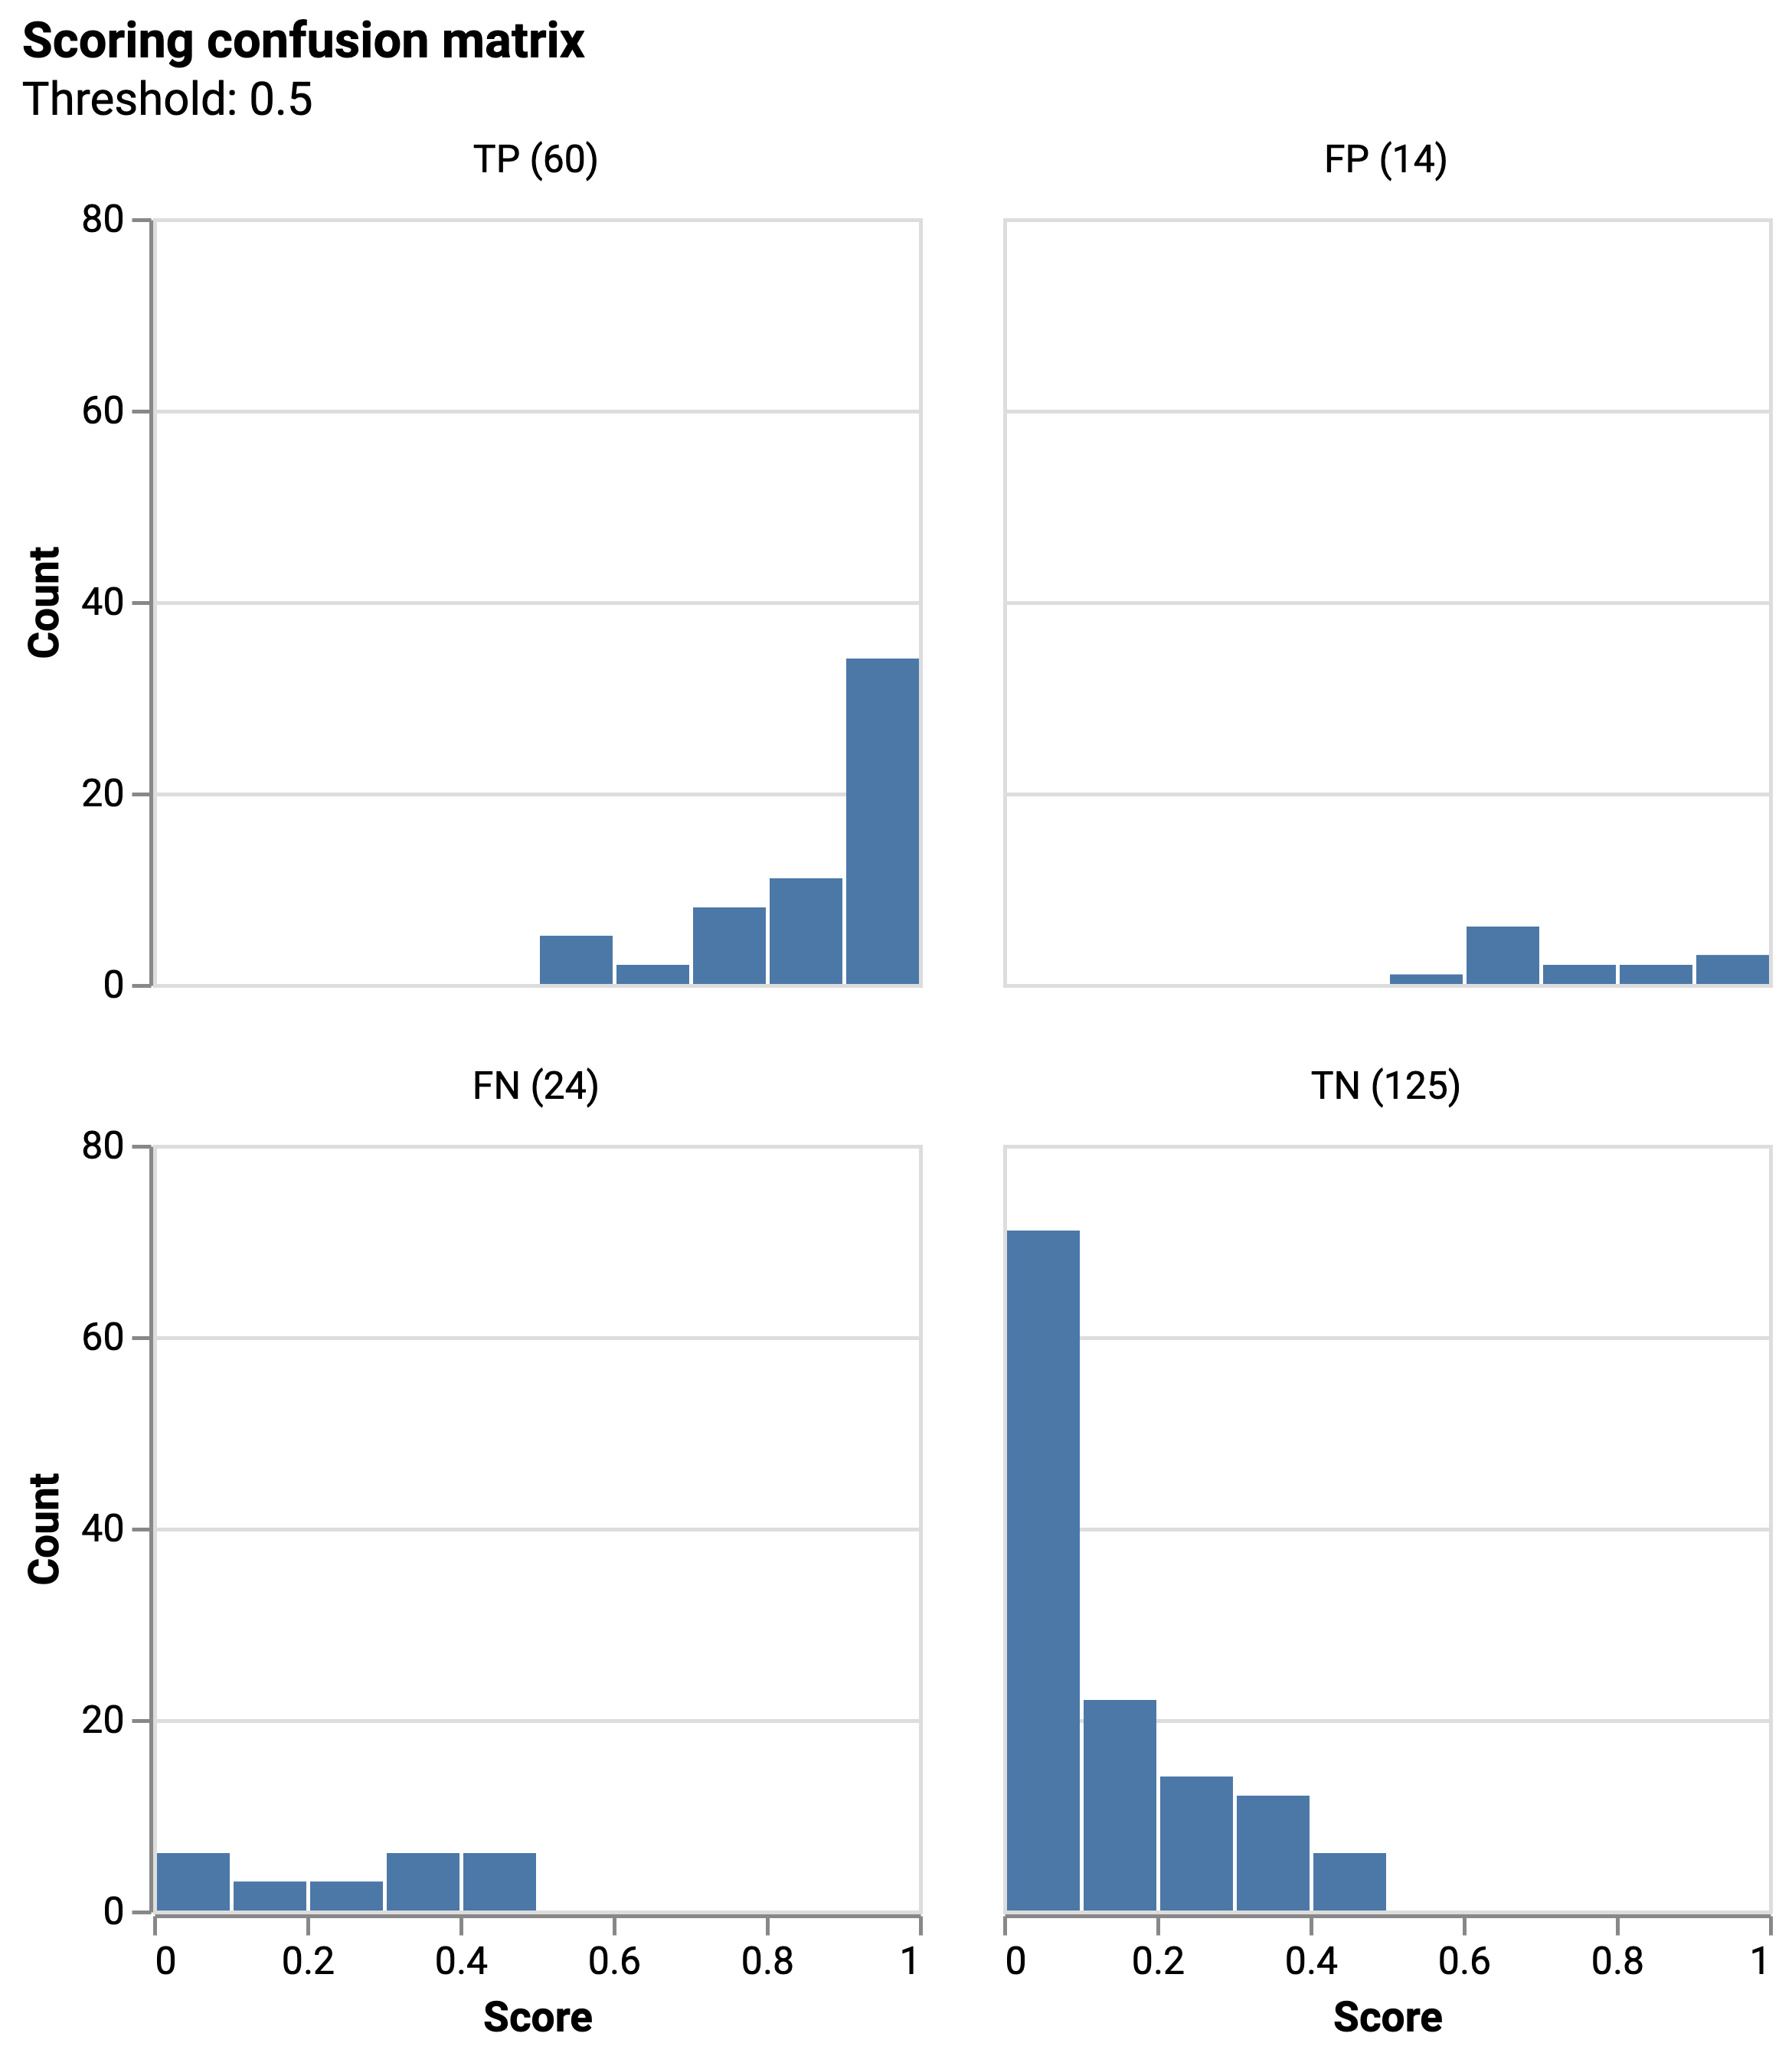 Scoring confusion matrix
Threshold: 0.5
TP (60)
FP (14)
80
60
40
20
0
Count
FN (24)
TN (125)
80
60
40
20
0
Count
0 0.2 0.4 0.6 0.8 1
0 0.2 0.4 0.6 0.8 1
Score
Score